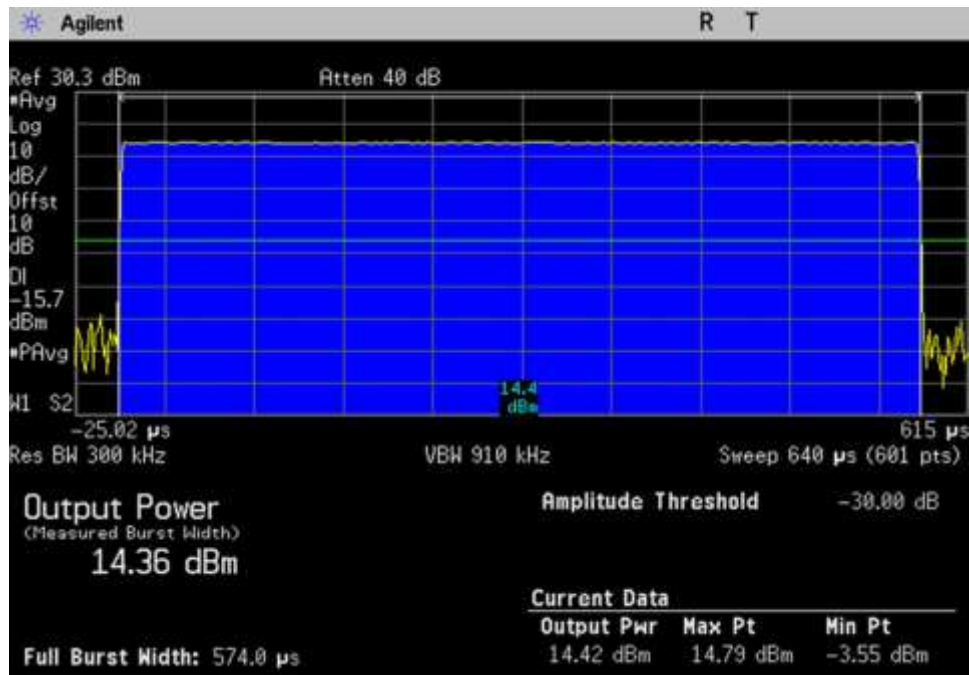 Agilent R T
Ref 30.3 dBm Atten 40 dB
*Avg
Log
10
dB/
Offst
10
dB
DI
-15.7
dBm
*PAvg
W1 S2
14.4
dBm
-25.02 µs 615 µs
Res BW 300 kHz VBW 910 kHz Sweep 640 µs (601 pts)
Output Power
(Measured Burst Width)
14.36 dBm
Amplitude Threshold -30.00 dB
Current Data
Output Pwr Max Pt Min Pt
14.42 dBm 14.79 dBm -3.55 dBm
Full Burst Width: 574.0 µs